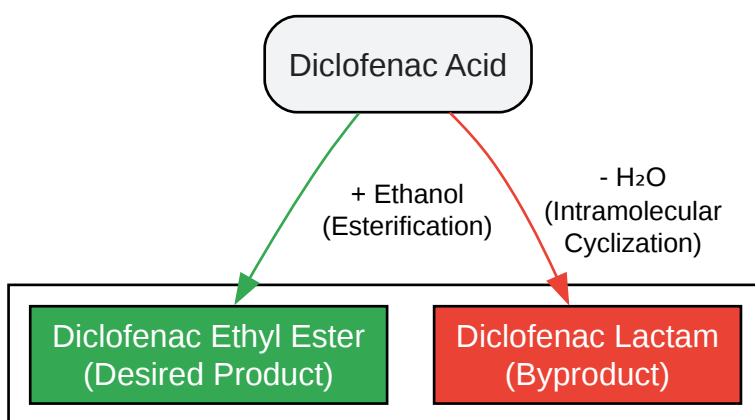 Diclofenac Acid
+ Ethanol
(Esterification)
- H₂O
(Intramolecular
Cyclization)
Diclofenac Ethyl Ester
(Desired Product)
Diclofenac Lactam
(Byproduct)